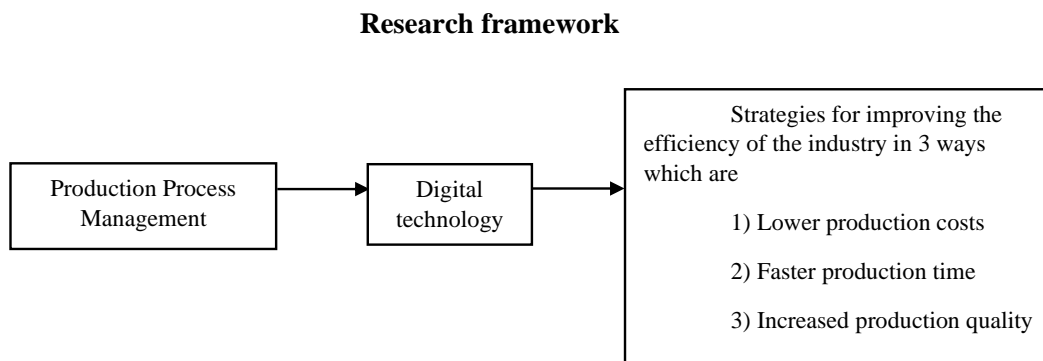 Research framework
Production Process
Management
Digital
technology
Strategies for improving the
efficiency of the industry in 3 ways
which are
1) Lower production costs
2) Faster production time
3) Increased production quality